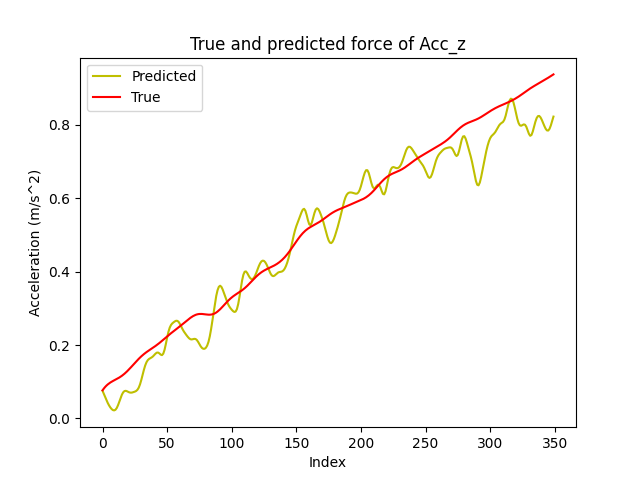 True and predicted force of Acc_z
Predicted
True
Acceleration (m/s^2)
0.8
0.6
0.4
0.2
0.0
0 50 100 150 200 250 300 350
Index